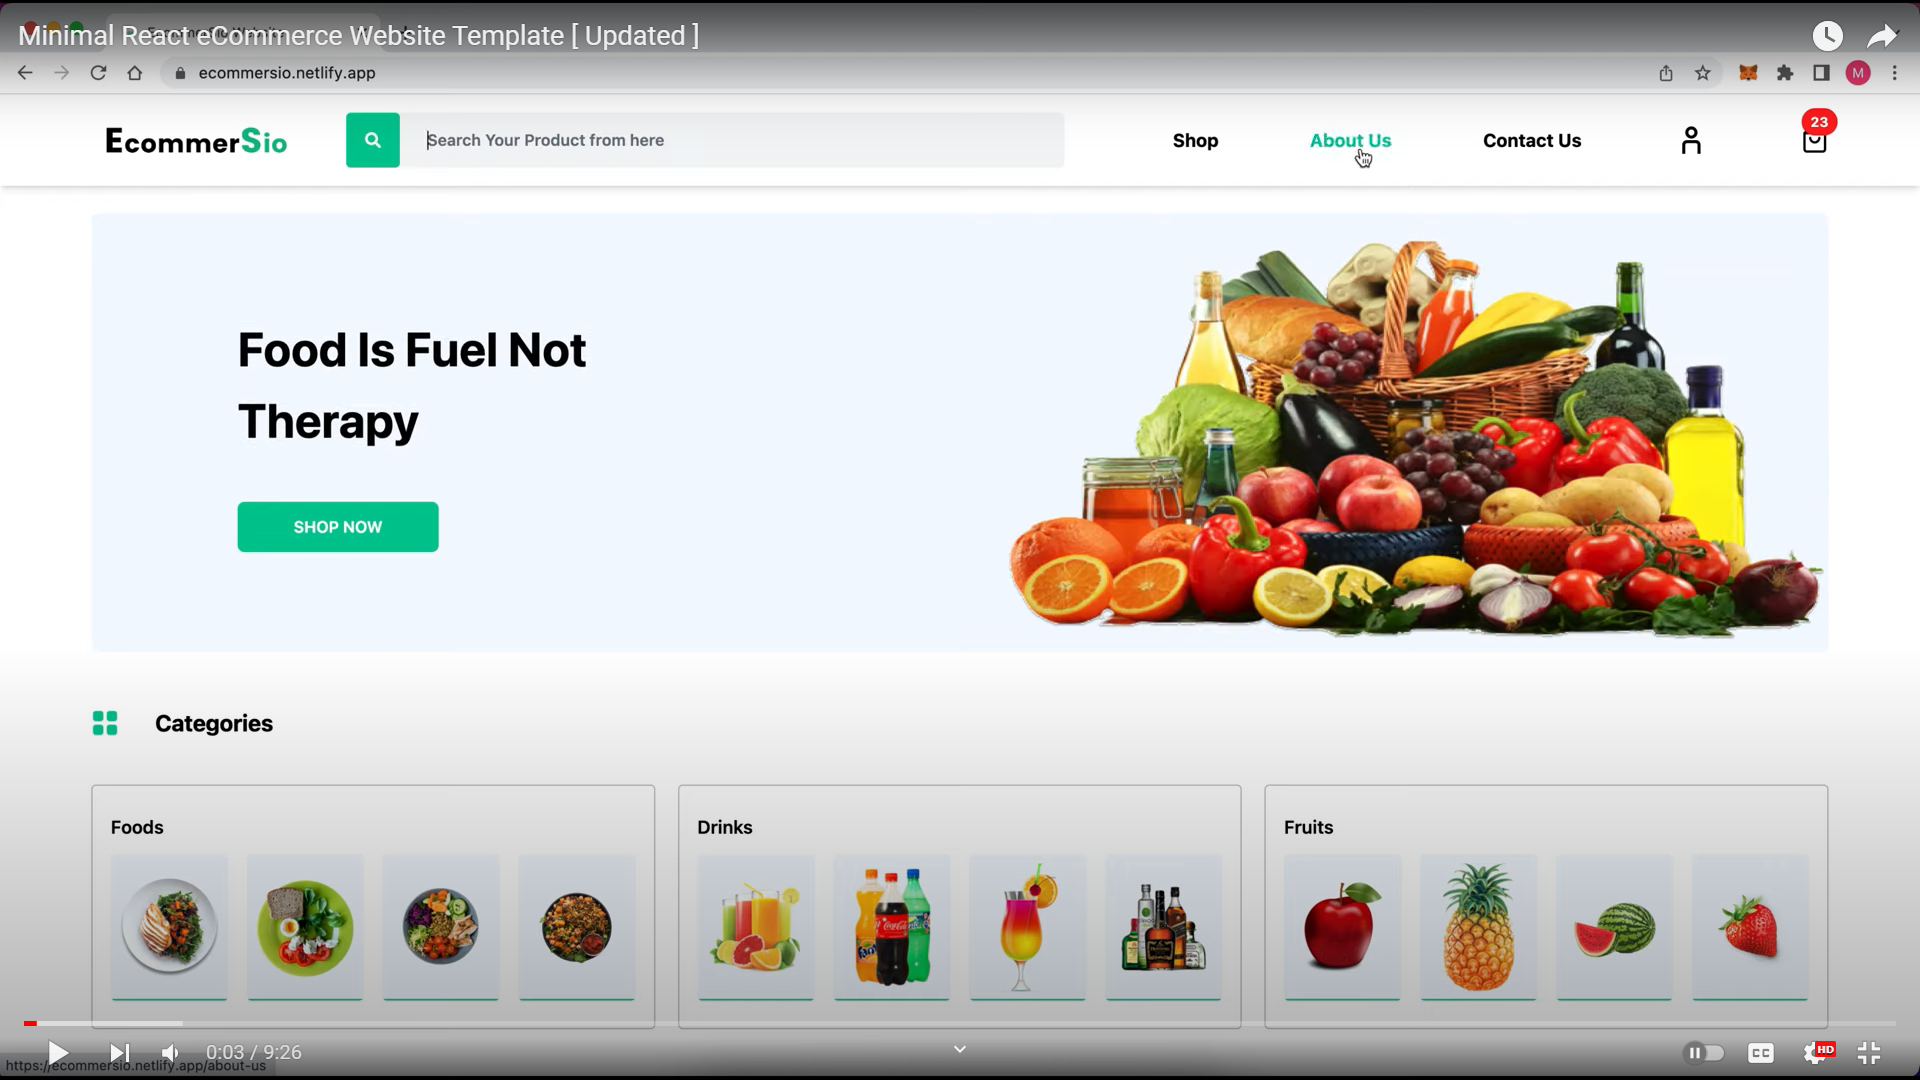 Minimal React eCommerce Website Template [ Updated ]
ecommersio.netlify.app
M
EcommerSio
Search Your Product from here
Shop
About Us
Contact Us
23
Food Is Fuel Not
Therapy
SHOP NOW
Categories
Foods
Drinks
Fruits
0:03 / 9:26
CC
HD
https://ecommersio.netlify.app/about-us